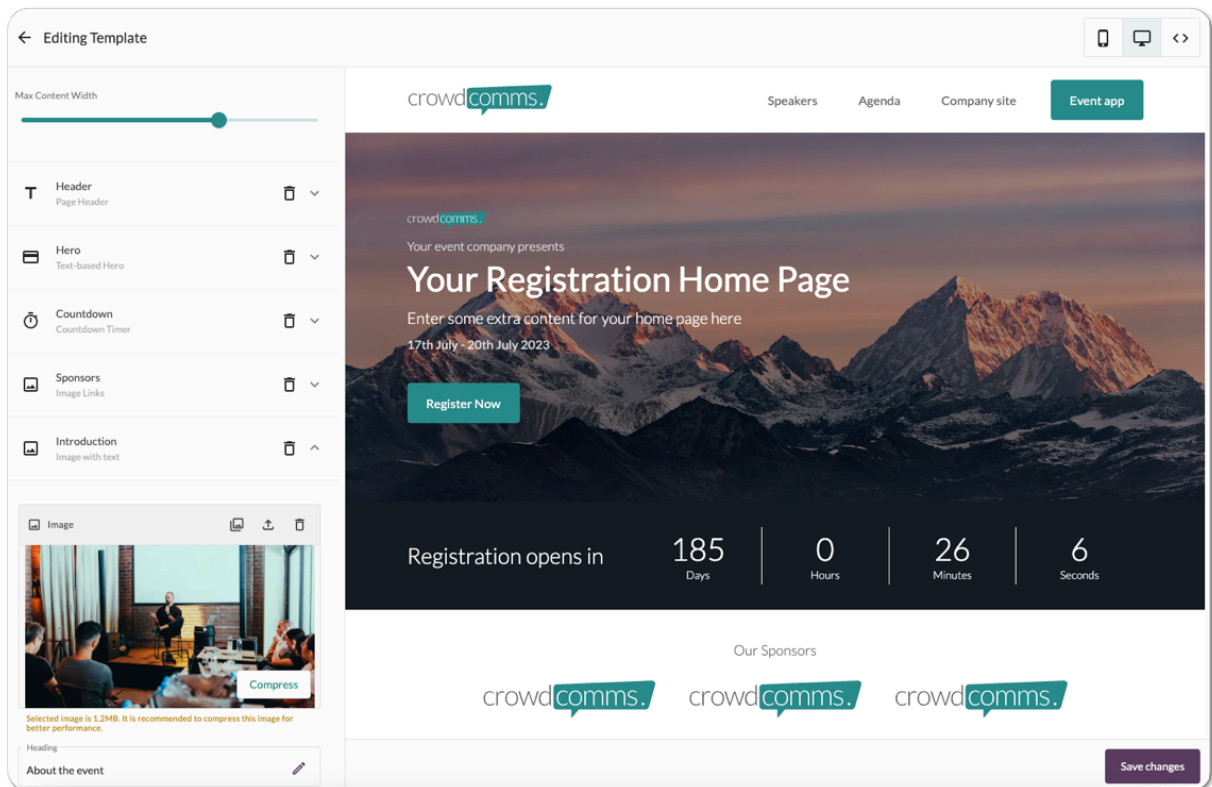 Editing Template
Max Content Width
Header
Page Header
Hero
Text-based Hero
Countdown
Countdown Timer
Sponsors
Image Links
Introduction
Image with text
Image
Compress
Selected image is 1.2MB. It is recommended to compress this image for
better performance.
Heading
About the event
crowdcomms.
Speakers
Agenda
Company site
Event app
crowdcomms.
Your event company presents
Your Registration Home Page
Enter some extra content for your home page here
17th July - 20th July 2023
Register Now
Registration opens in
185
Days
0
Hours
26
Minutes
6
Seconds
Our Sponsors
crowdcomms. crowdcomms. crowdcomms.
Save changes